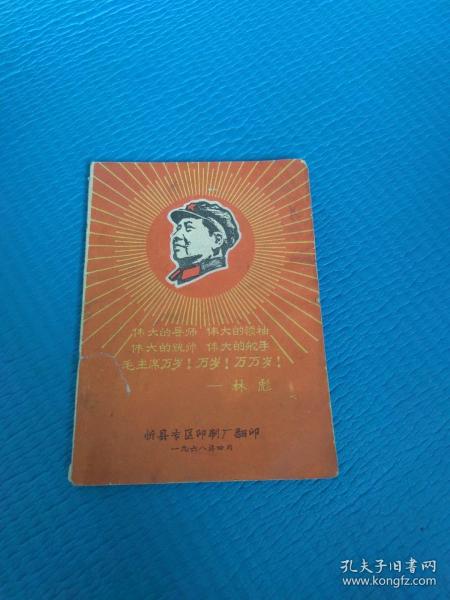 伟大的导师 伟大的领袖
伟大的统帅 伟大的舵手
毛主席万岁！万岁！万万岁！
——林彪
忻县专区印刷厂翻印
一九六八年四月
孔夫子旧书网
www.kongfz.com